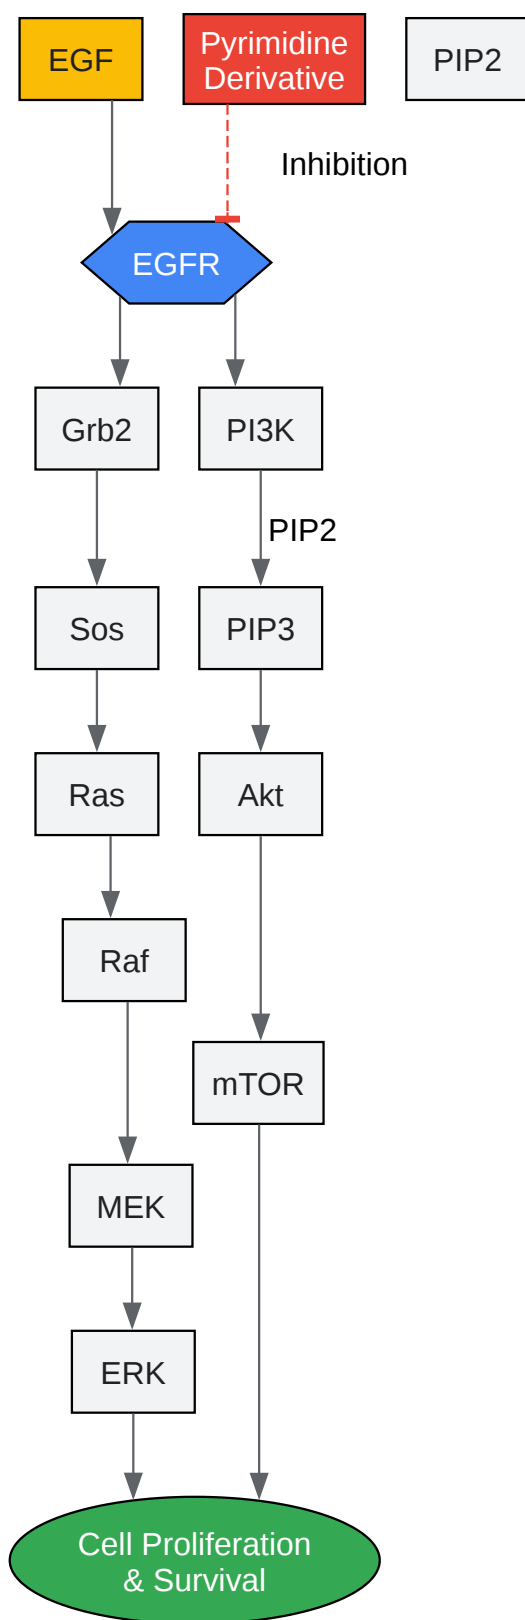 EGF
Pyrimidine
Derivative
PIP2
Inhibition
EGFR
Grb2
PI3K
PIP2
Sos
PIP3
Ras
Akt
Raf
mTOR
MEK
ERK
Cell Proliferation
& Survival